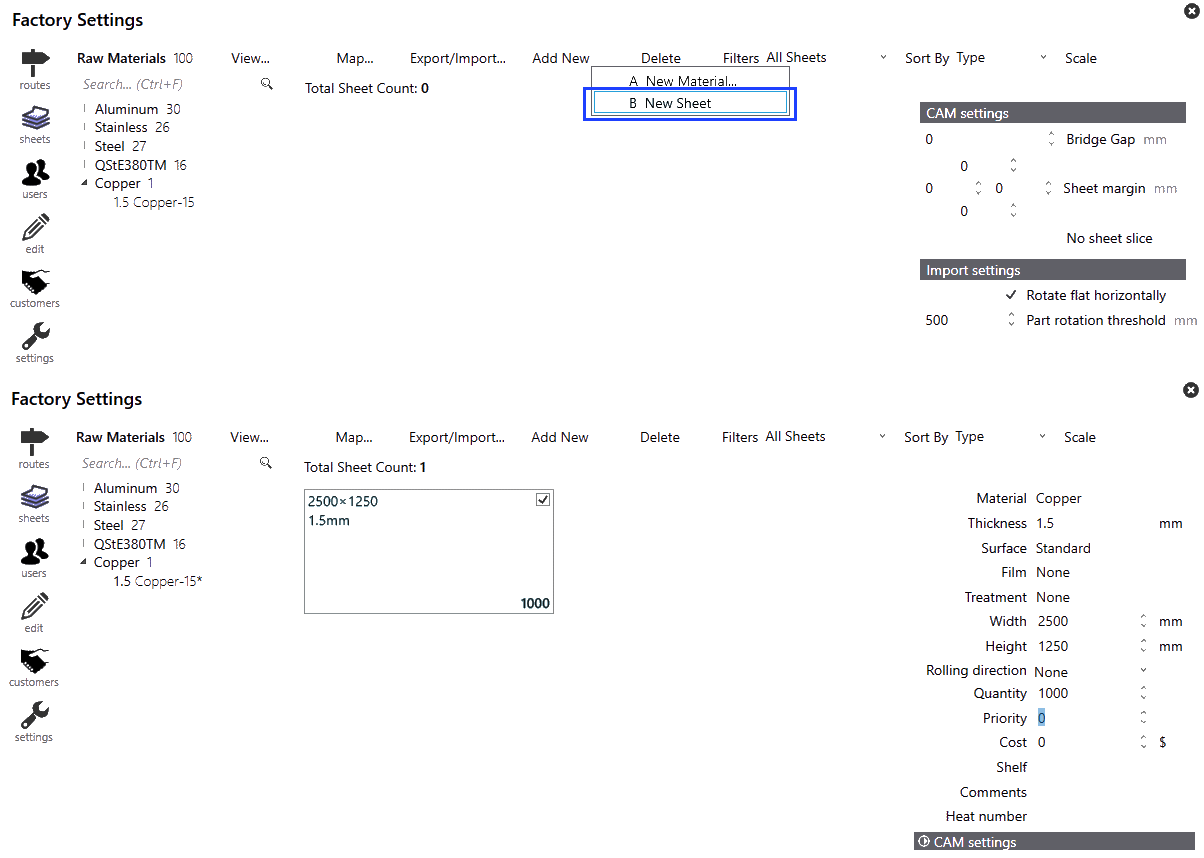 Factory Settings
Raw Materials 100 View... Map... Export/Import... Add New Delete Filters All Sheets Sort By Type Scale
routes
Search... (Ctrl+F)
Total Sheet Count: 0
A New Material...
B New Sheet
Aluminum 30
Stainless 26
Steel 27
QStE380TM 16
Copper 1
1.5 Copper-15
sheets
users
edit
customers
settings
CAM settings
0 Bridge Gap mm
0
0 0 Sheet margin mm
0
No sheet slice
Import settings
Rotate flat horizontally
500 Part rotation threshold mm
Factory Settings
Raw Materials 100 View... Map... Export/Import... Add New Delete Filters All Sheets Sort By Type Scale
routes
Search... (Ctrl+F)
Total Sheet Count: 1
Aluminum 30
Stainless 26
Steel 27
QStE380TM 16
Copper 1
1.5 Copper-15*
sheets
users
edit
customers
settings
2500×1250
1.5mm
1000
Material Copper
Thickness 1.5 mm
Surface Standard
Film None
Treatment None
Width 2500 mm
Height 1250 mm
Rolling direction None
Quantity 1000
Priority 0
Cost 0 $
Shelf
Comments
Heat number
CAM settings